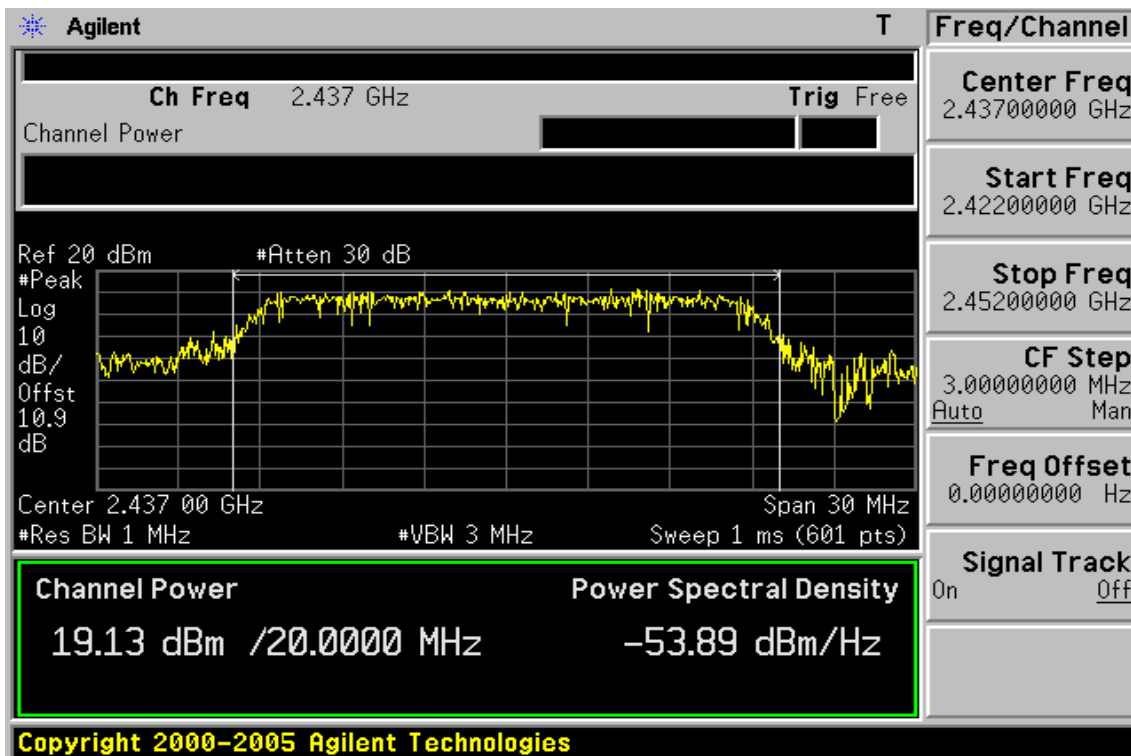 Agilent T
Ch Freq 2.437 GHz Trig Free
Channel Power
Ref 20 dBm #Atten 30 dB
#Peak
Log
10
dB/
Offst
10.9
dB
Center 2.437 00 GHz Span 30 MHz
#Res BW 1 MHz #VBW 3 MHz Sweep 1 ms (601 pts)
Channel Power Power Spectral Density
19.13 dBm /20.0000 MHz -53.89 dBm/Hz
Copyright 2000-2005 Agilent Technologies
Freq/Channel
Center Freq
2.43700000 GHz
Start Freq
2.42200000 GHz
Stop Freq
2.45200000 GHz
CF Step
3.00000000 MHz
Auto Man
Freq Offset
0.00000000 Hz
Signal Track
On Off